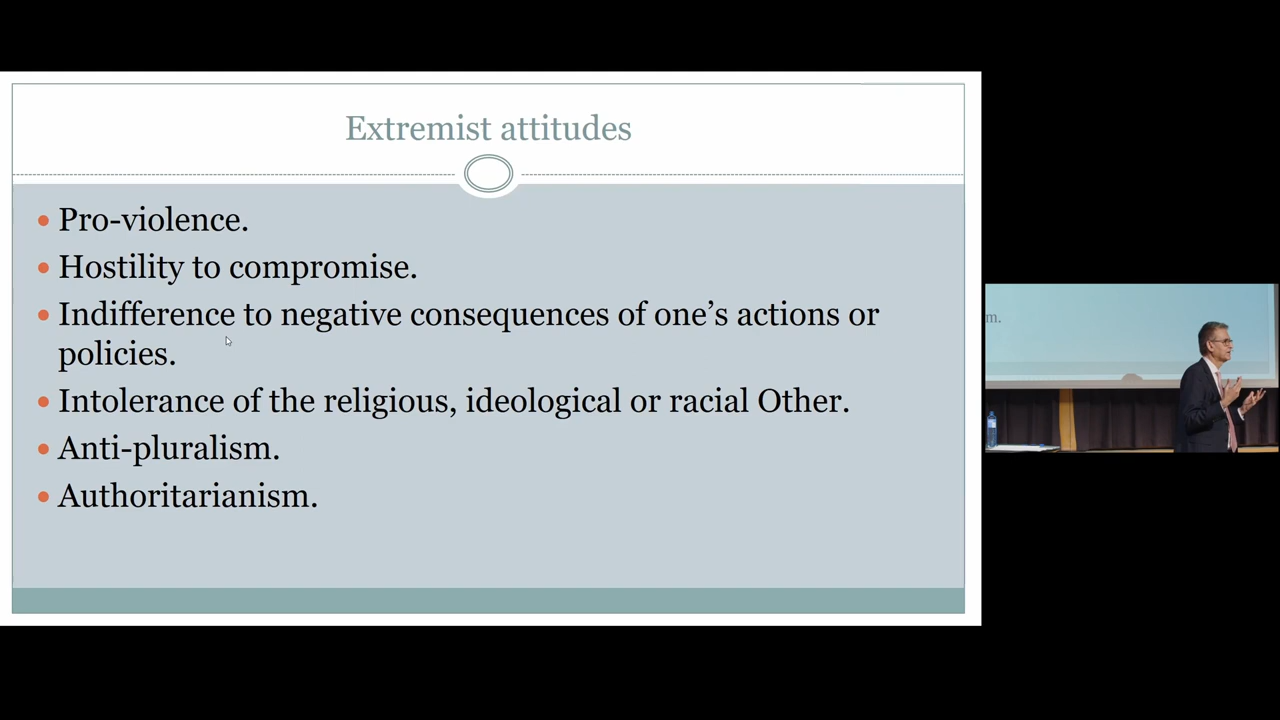 Extremist attitudes
Pro-violence.
Hostility to compromise.
Indifference to negative consequences of one’s actions or
policies.
Intolerance of the religious, ideological or racial Other.
Anti-pluralism.
Authoritarianism.
m.